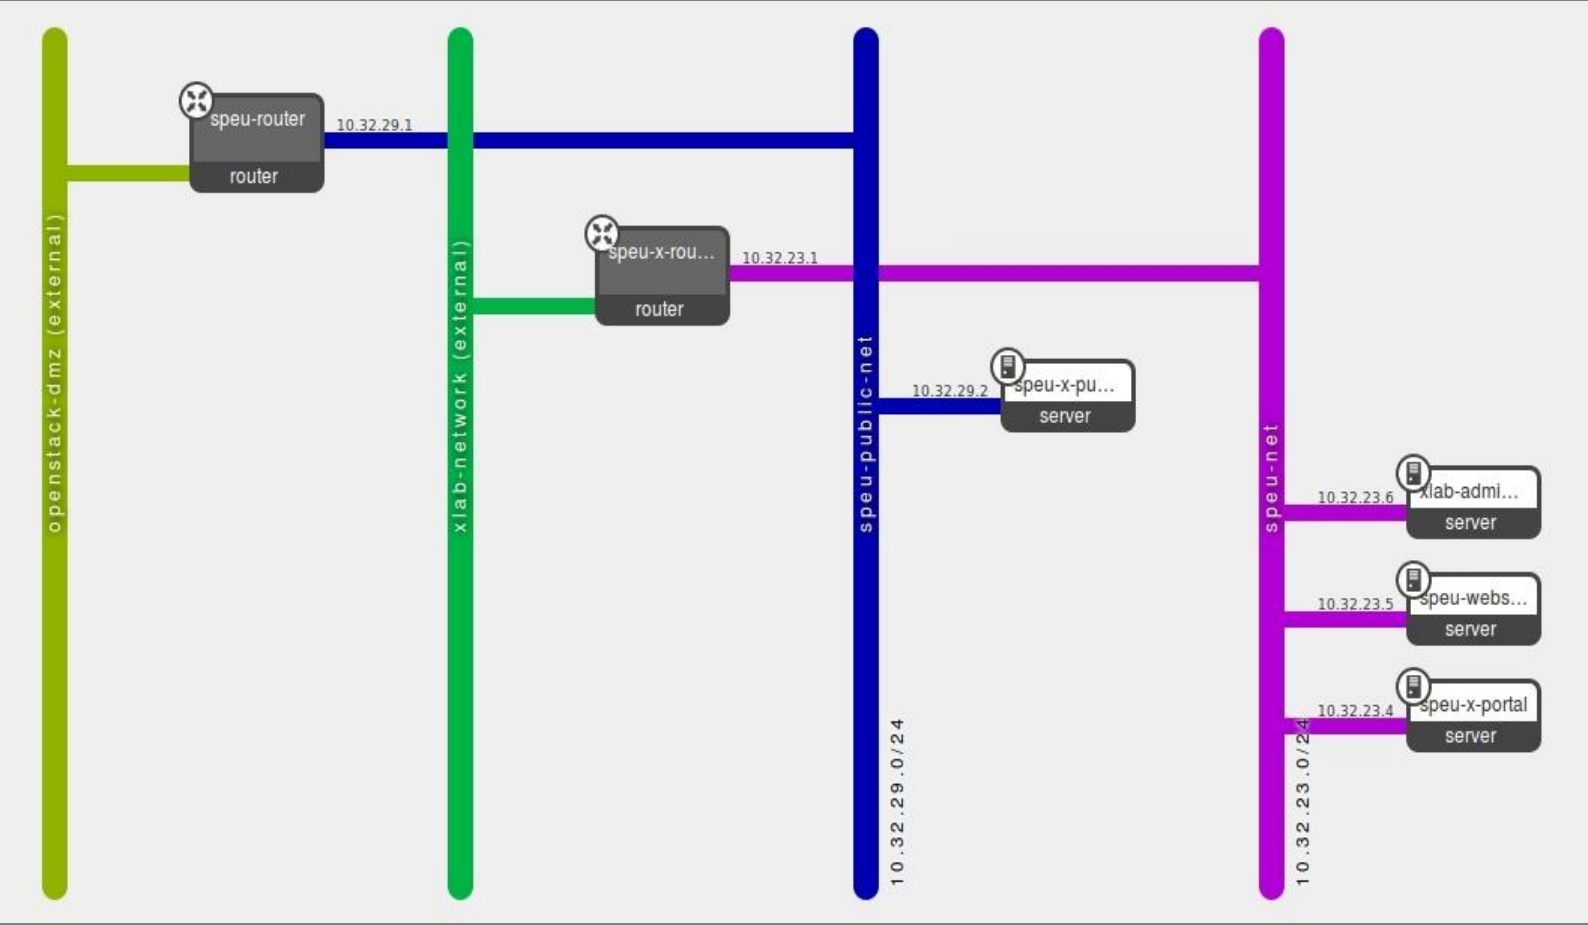 openstack-dmz (external)
speu-router
router
10.32.29.1
xlab-network (external)
speu-x-rou...
router
10.32.23.1
speu-public-net
10.32.29.0/24
10.32.29.2
speu-x-pu...
server
speu-net
10.32.23.0/24
10.32.23.6
xlab-admi...
server
10.32.23.5
speu-webs...
server
10.32.23.4
speu-x-portal
server